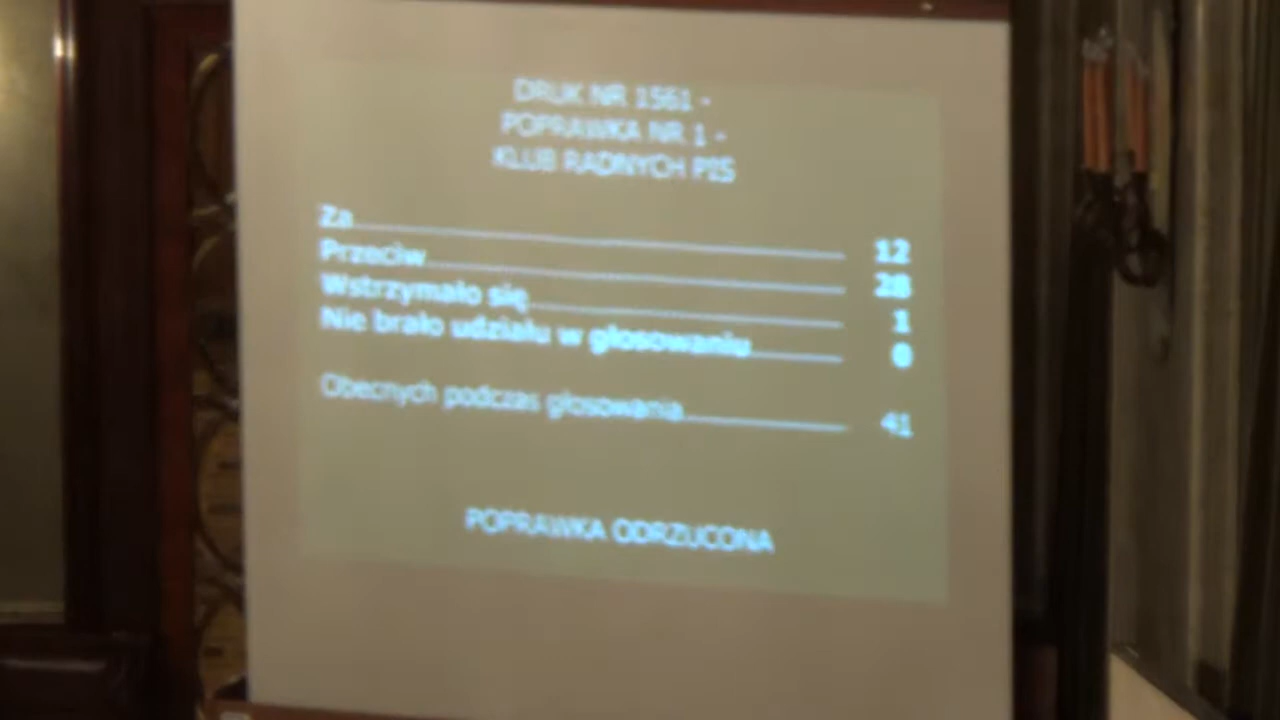 DRUK NR 1561 -
POPRAWKA NR 1 -
KLUB RADNYCH PIS
Za 12
Przeciw 28
Wstrzymało się 1
Nie brało udziału w głosowaniu 0
Obecnych podczas głosowania 41
POPRAWKA ODRZUCONA